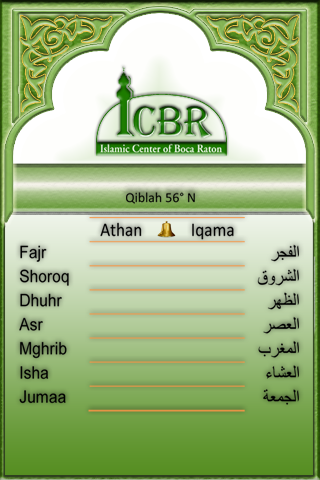 ICBR
Islamic Center of Boca Raton
Qiblah 56° N
Athan Iqama
Fajr الفجر
Shoroq الشروق
Dhuhr الظهر
Asr العصر
Mghrib المغرب
Isha العشاء
Jumaa الجمعة